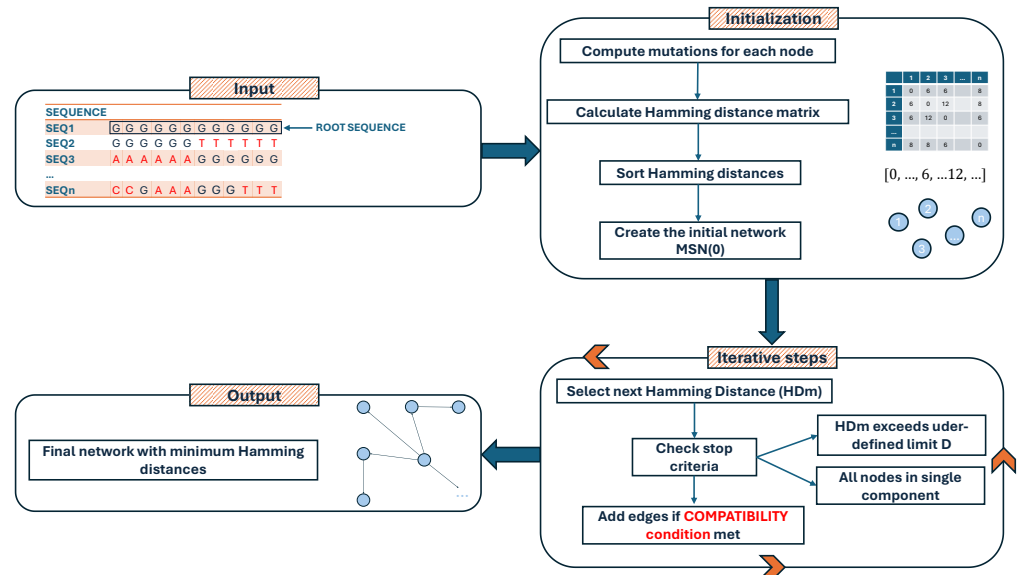 Input
SEQUENCE
SEQ1 G G G G G G G G G G G G ROOT SEQUENCE
SEQ2 G G G G G G T T T T T T
SEQ3 A A A A A A G G G G G G
...
SEQn C C G A A A G G G T T T
Initialization
Compute mutations for each node
Calculate Hamming distance matrix
Sort Hamming distances
Create the initial network
MSN(0)
1 2 3 ... n
1 0 6 6 8
2 6 0 12 8
3 6 12 0 6
...
n 8 8 6 0
[0, ..., 6, ...12, ...]
1
2
3
...
n
Iterative steps
Select next Hamming Distance (HDm)
Check stop
criteria
HDm exceeds uder-
defined limit D
All nodes in single
component
Add edges if COMPATIBILITY
condition met
Output
Final network with minimum Hamming
distances
...